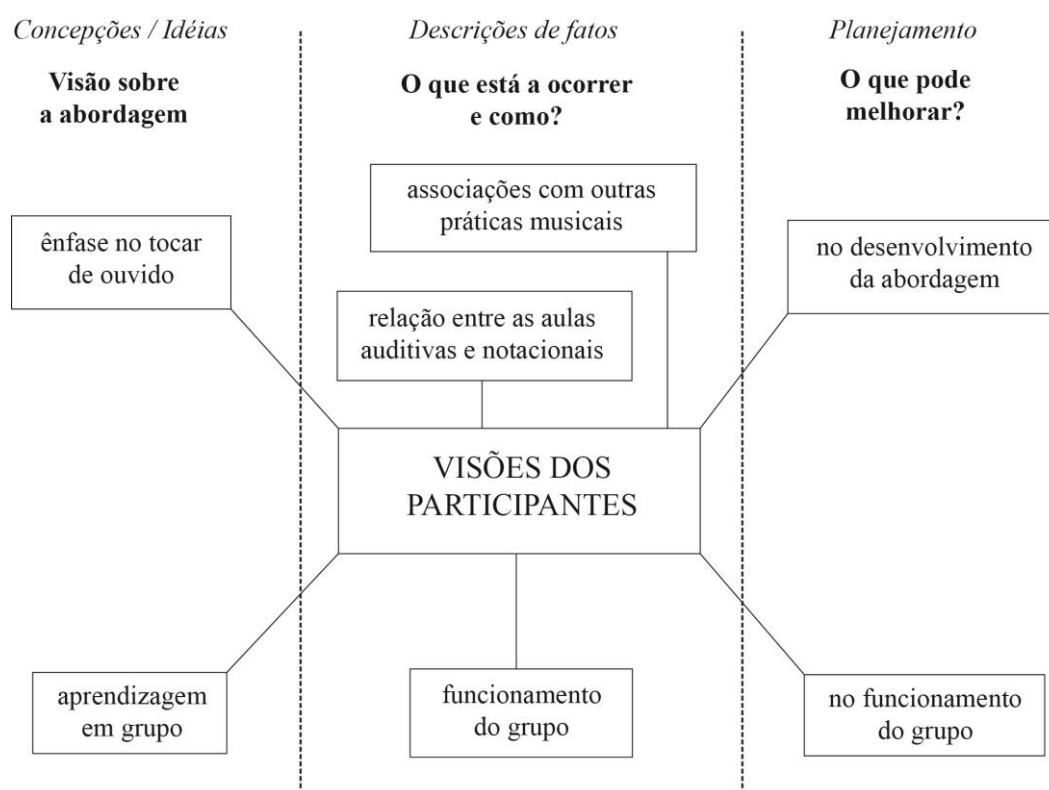 Concepções / Idéias
Visão sobre
a abordagem
Descrições de fatos
O que está a ocorrer
e como?
Planejamento
O que pode
melhorar?
associações com outras
práticas musicais
ênfase no tocar
de ouvido
no desenvolvimento
da abordagem
relação entre as aulas
auditivas e notacionais
VISÕES DOS
PARTICIPANTES
aprendizagem
em grupo
funcionamento
do grupo
no funcionamento
do grupo